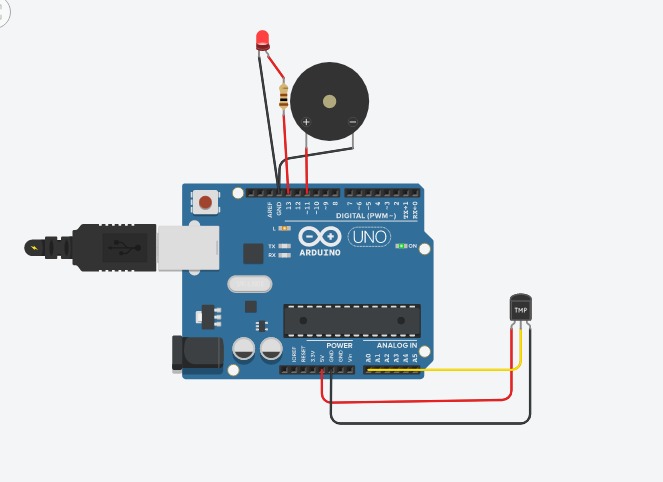 + −
AREF
GND
13
12
~11
~10
~9
8
7
~6
~5
4
~3
2
TX→1
RX←0
L
DIGITAL (PWM~)
TX
RX
ARDUINO
UNO
ON
TMP
POWER
ANALOG IN
IOREF
RESET
3.3V
5V
GND
GND
Vin
A0
A1
A2
A3
A4
A5